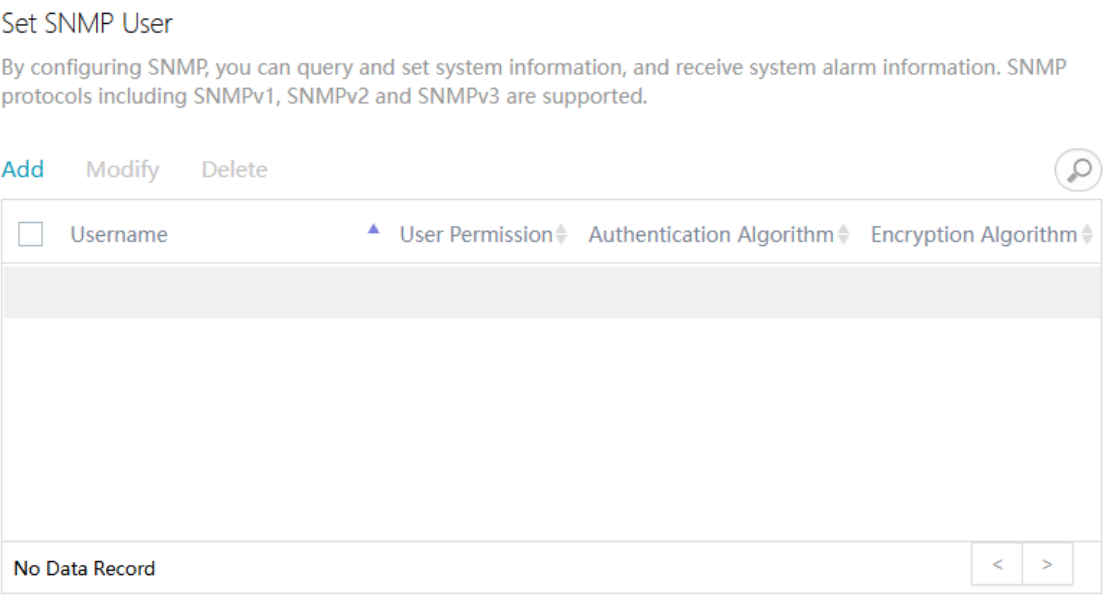 Set SNMP User
By configuring SNMP, you can query and set system information, and receive system alarm information. SNMP
protocols including SNMPv1, SNMPv2 and SNMPv3 are supported.
Add Modify Delete
Username User Permission Authentication Algorithm Encryption Algorithm
No Data Record < >